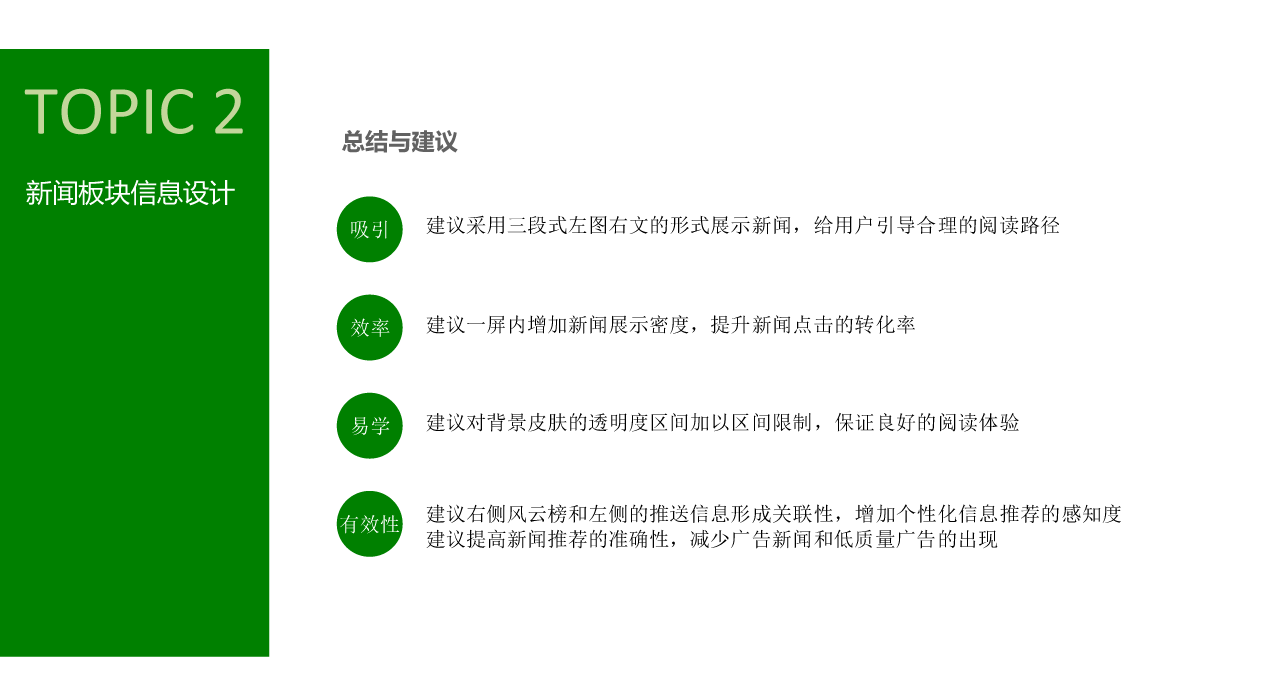 TOPIC 2
新闻板块信息设计
总结与建议
吸引
建议采用三段式左图右文的形式展示新闻，给用户引导合理的阅读路径
效率
建议一屏内增加新闻展示密度，提升新闻点击的转化率
易学
建议对背景皮肤的透明度区间加以区间限制，保证良好的阅读体验
有效性
建议右侧风云榜和左侧的推送信息形成关联性，增加个性化信息推荐的感知度
建议提高新闻推荐的准确性，减少广告新闻和低质量广告的出现